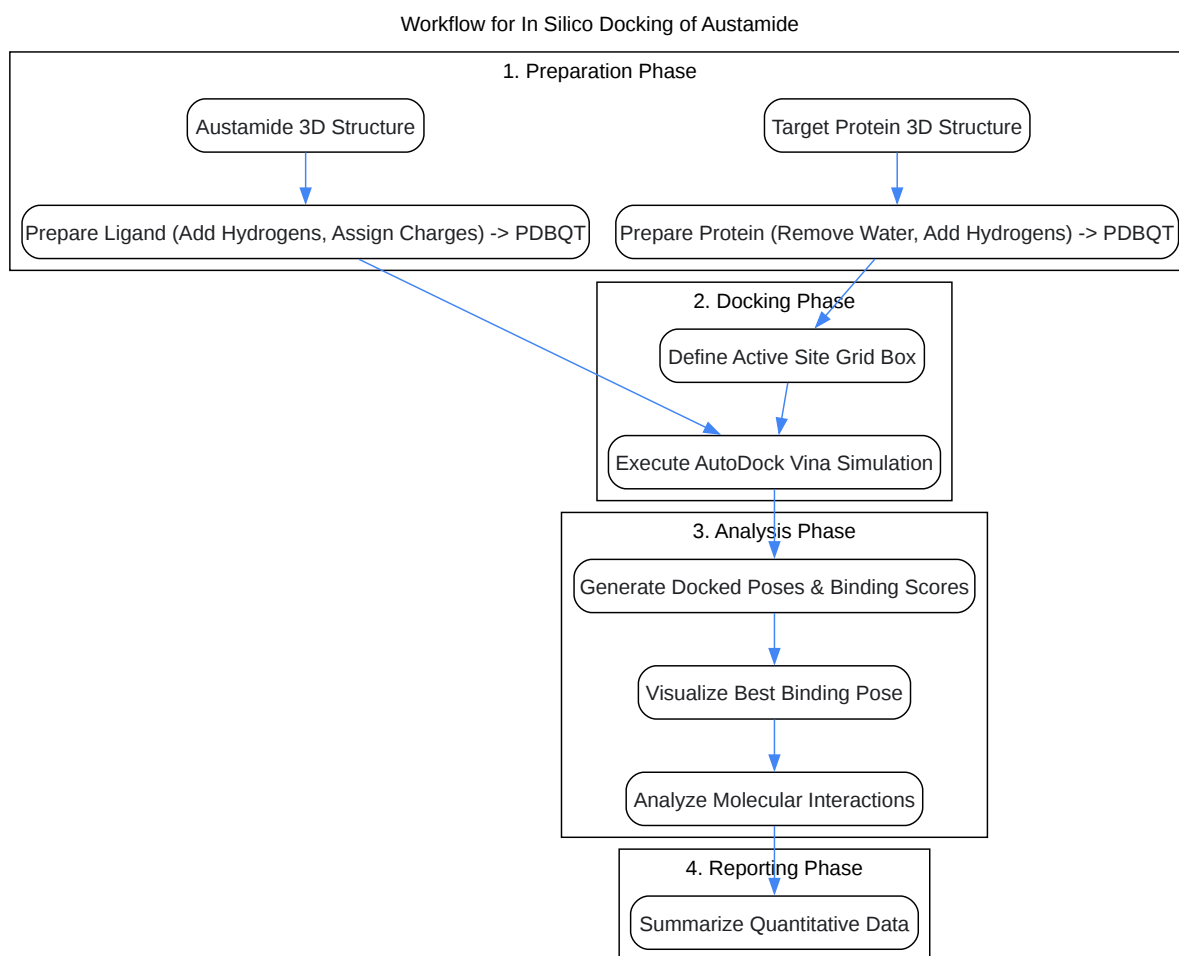 Workflow for In Silico Docking of Austamide
1. Preparation Phase
Austamide 3D Structure
Target Protein 3D Structure
Prepare Ligand (Add Hydrogens, Assign Charges) -> PDBQT
Prepare Protein (Remove Water, Add Hydrogens) -> PDBQT
2. Docking Phase
Define Active Site Grid Box
Execute AutoDock Vina Simulation
3. Analysis Phase
Generate Docked Poses & Binding Scores
Visualize Best Binding Pose
Analyze Molecular Interactions
4. Reporting Phase
Summarize Quantitative Data